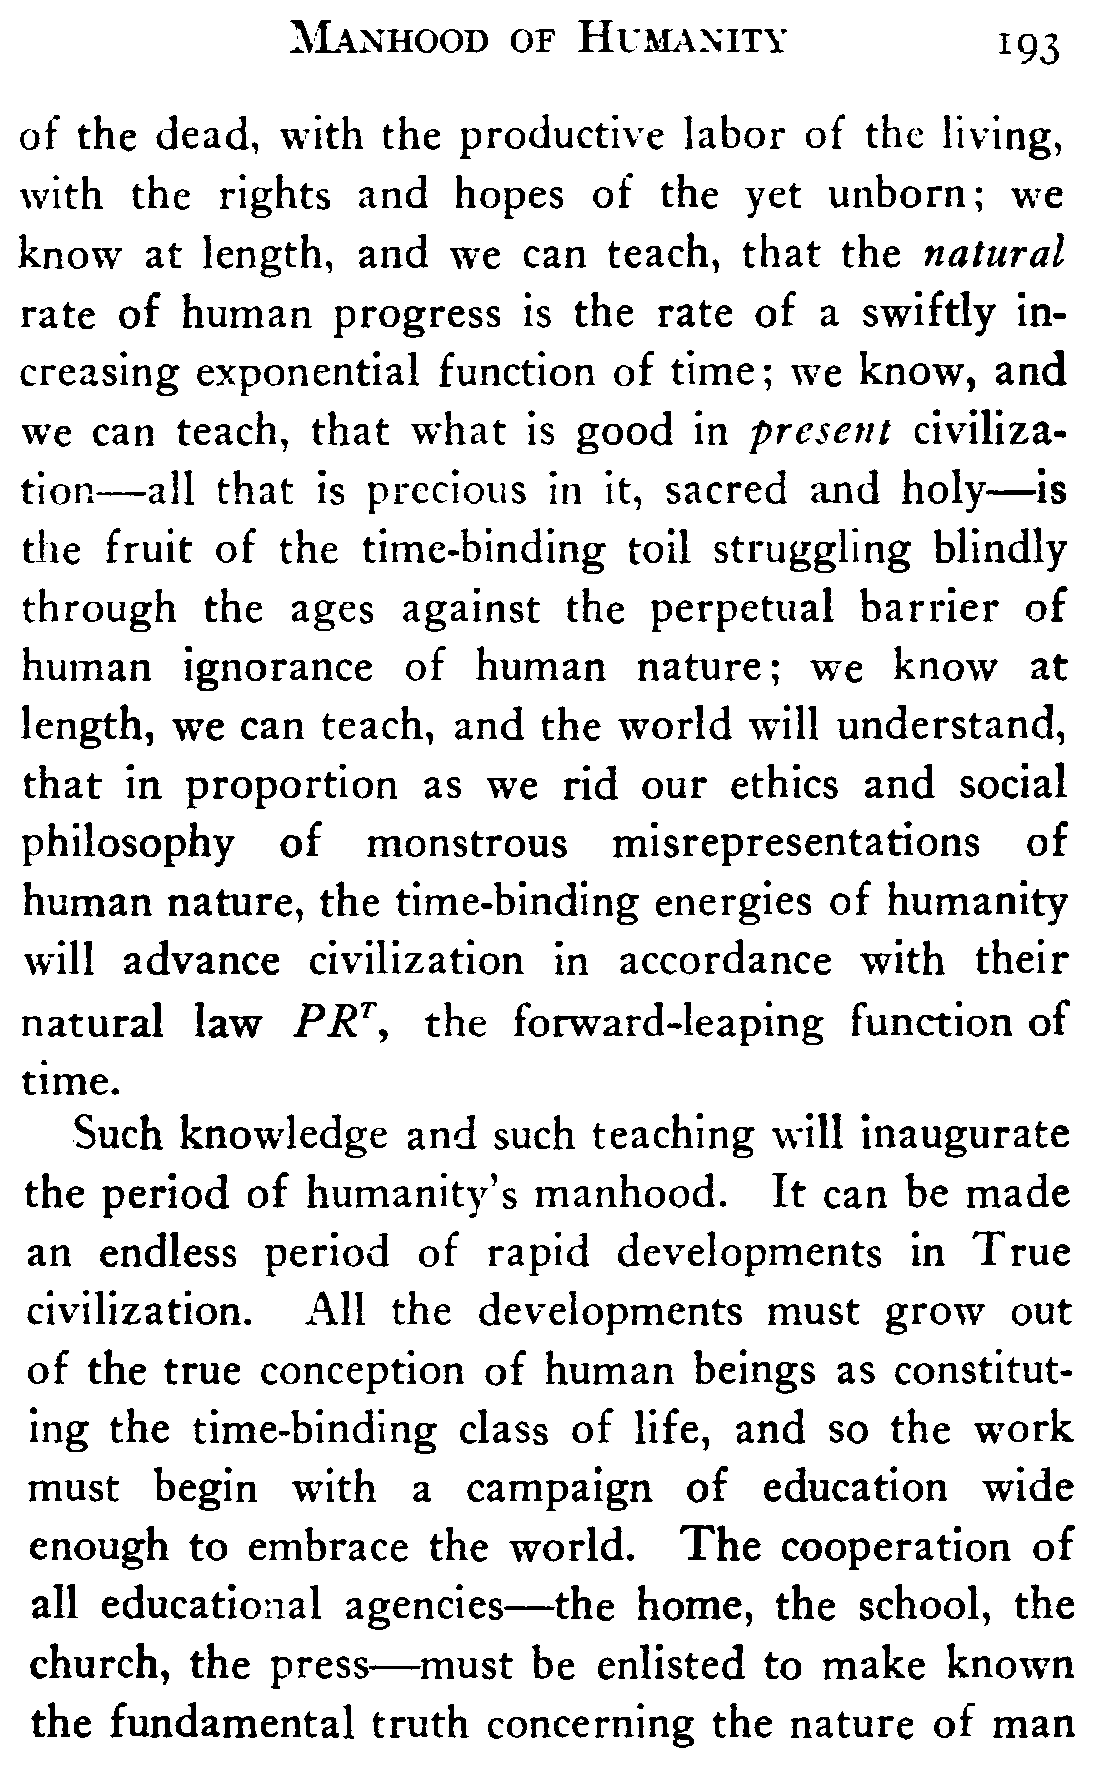 MANHOOD OF HUMANITY 193
of the dead, with the productive labor of the living,
with the rights and hopes of the yet unborn; we
know at length, and we can teach, that the natural
rate of human progress is the rate of a swiftly in-
creasing exponential function of time; we know, and
we can teach, that what is good in present civiliza-
tion—all that is precious in it, sacred and holy—is
the fruit of the time-binding toil struggling blindly
through the ages against the perpetual barrier of
human ignorance of human nature; we know at
length, we can teach, and the world will understand,
that in proportion as we rid our ethics and social
philosophy of monstrous misrepresentations of
human nature, the time-binding energies of humanity
will advance civilization in accordance with their
natural law PRᵀ, the forward-leaping function of
time.
Such knowledge and such teaching will inaugurate
the period of humanity's manhood. It can be made
an endless period of rapid developments in True
civilization. All the developments must grow out
of the true conception of human beings as constitut-
ing the time-binding class of life, and so the work
must begin with a campaign of education wide
enough to embrace the world. The cooperation of
all educational agencies—the home, the school, the
church, the press—must be enlisted to make known
the fundamental truth concerning the nature of man